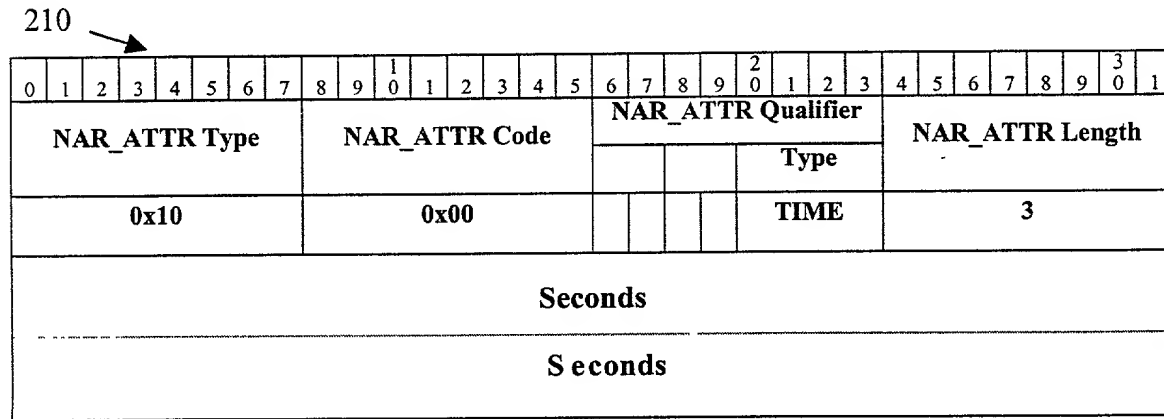 210
1 2 3
0 1 2 3 4 5 6 7 8 9 0 1 2 3 4 5 6 7 8 9 0 1 2 3 4 5 6 7 8 9 0 1
NAR_ATTR Type NAR_ATTR Code NAR_ATTR Qualifier NAR_ATTR Length
Type
0x10 0x00 TIME 3
Seconds
S econds